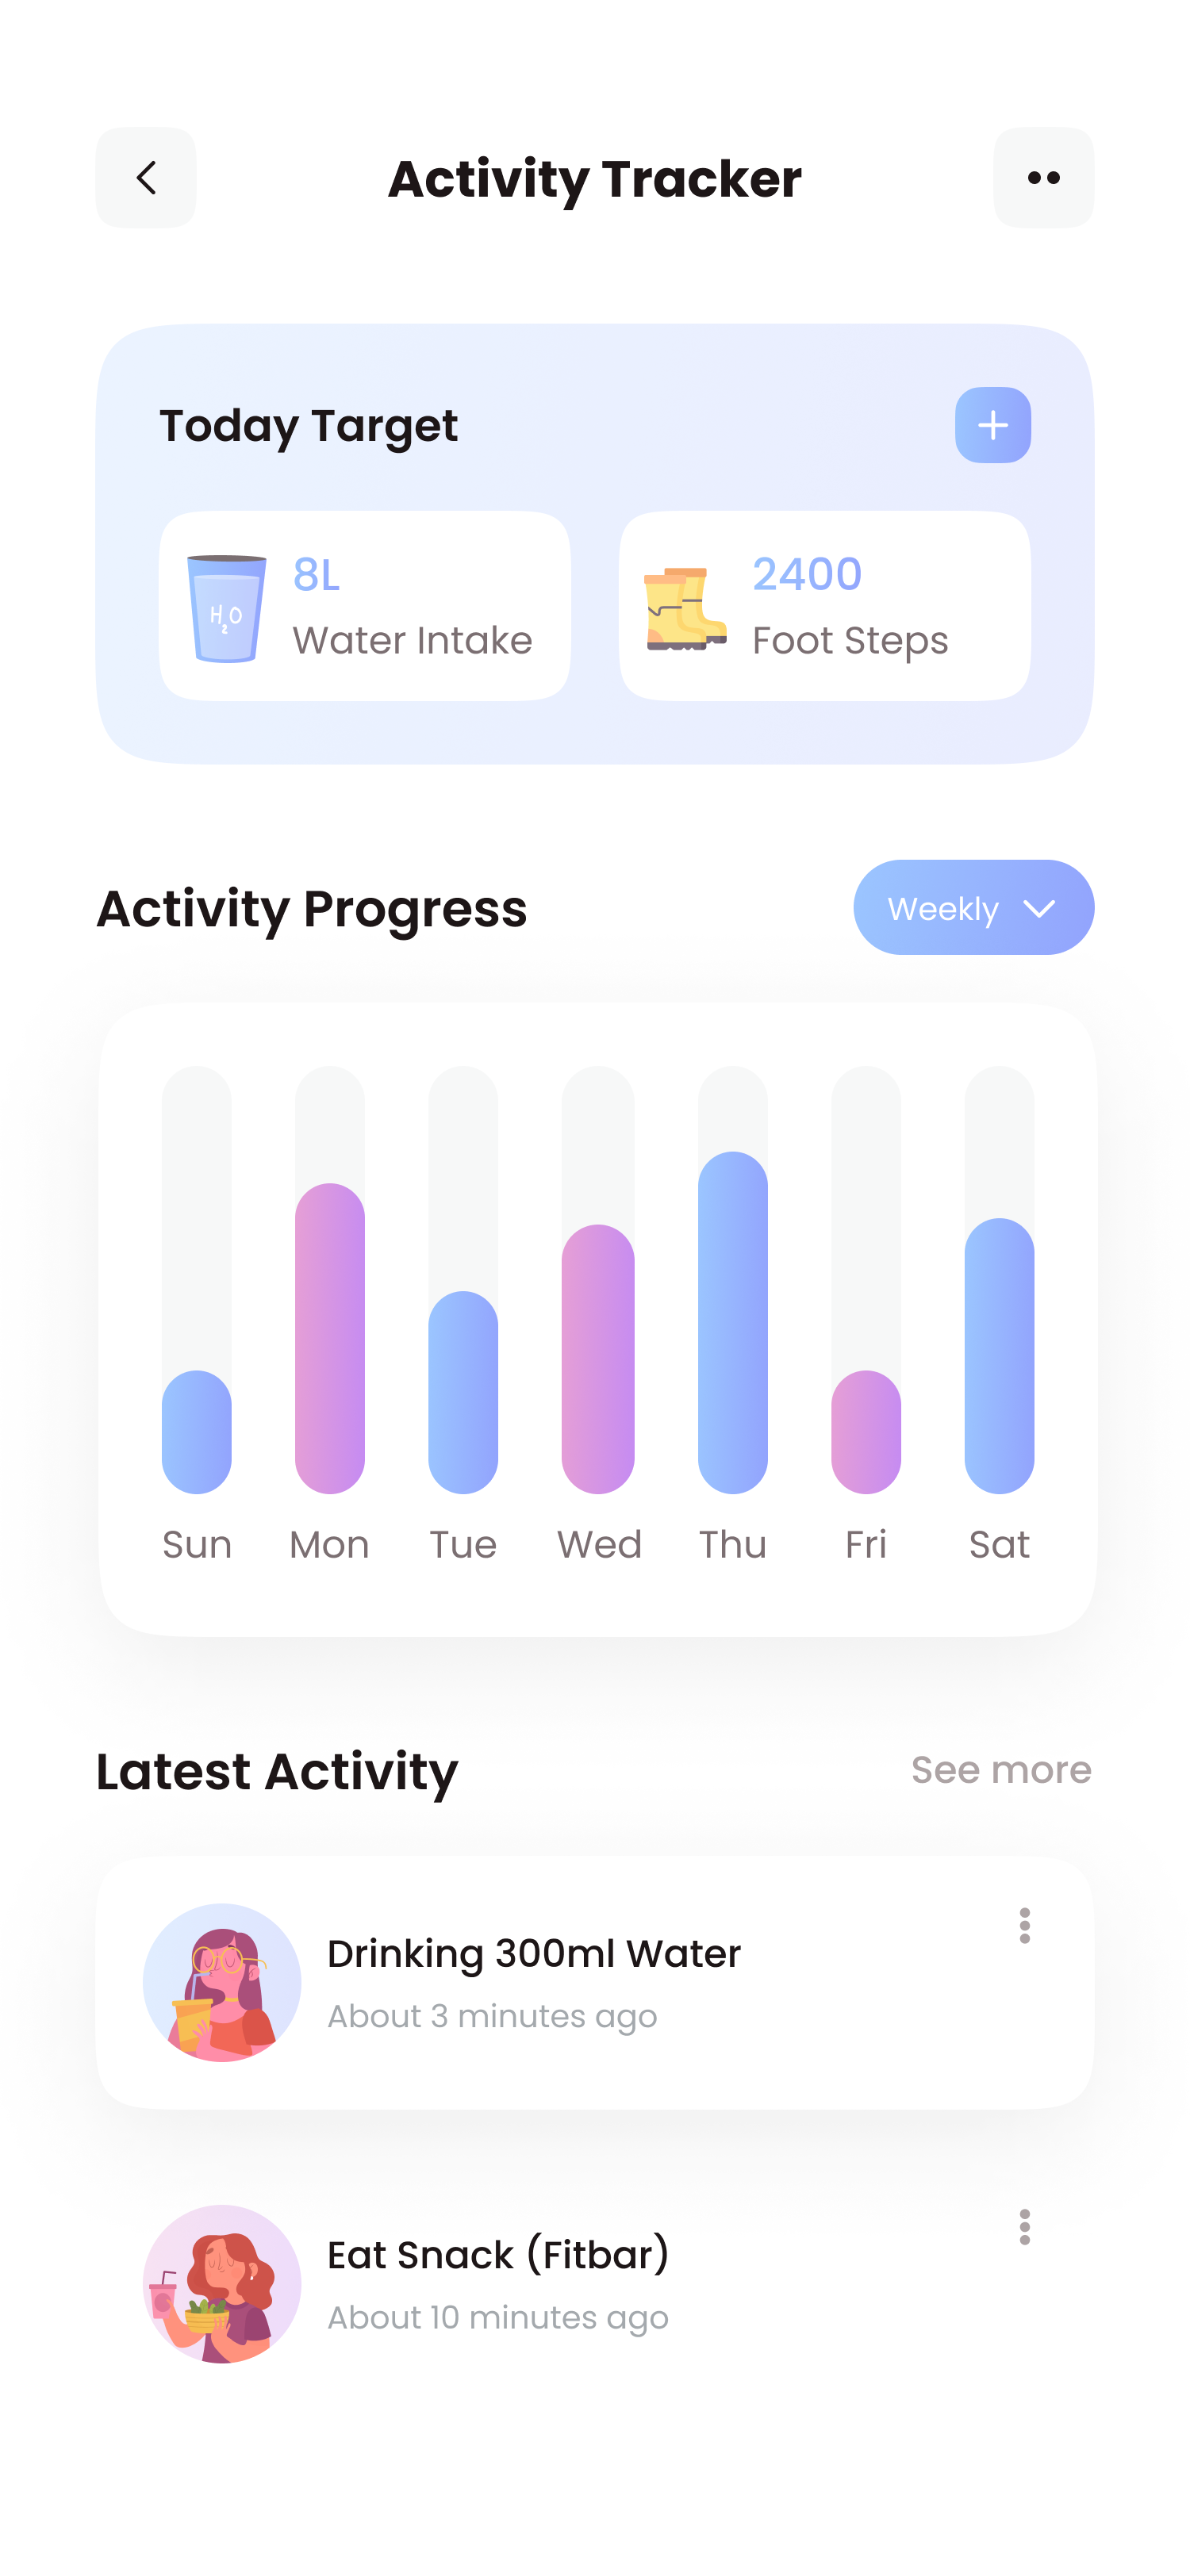 Activity Tracker
Today Target
8L
Water Intake
H2O
2400
Foot Steps
Activity Progress
Weekly
Sun Mon Tue Wed Thu Fri Sat
Latest Activity
See more
Drinking 300ml Water
About 3 minutes ago
Eat Snack (Fitbar)
About 10 minutes ago